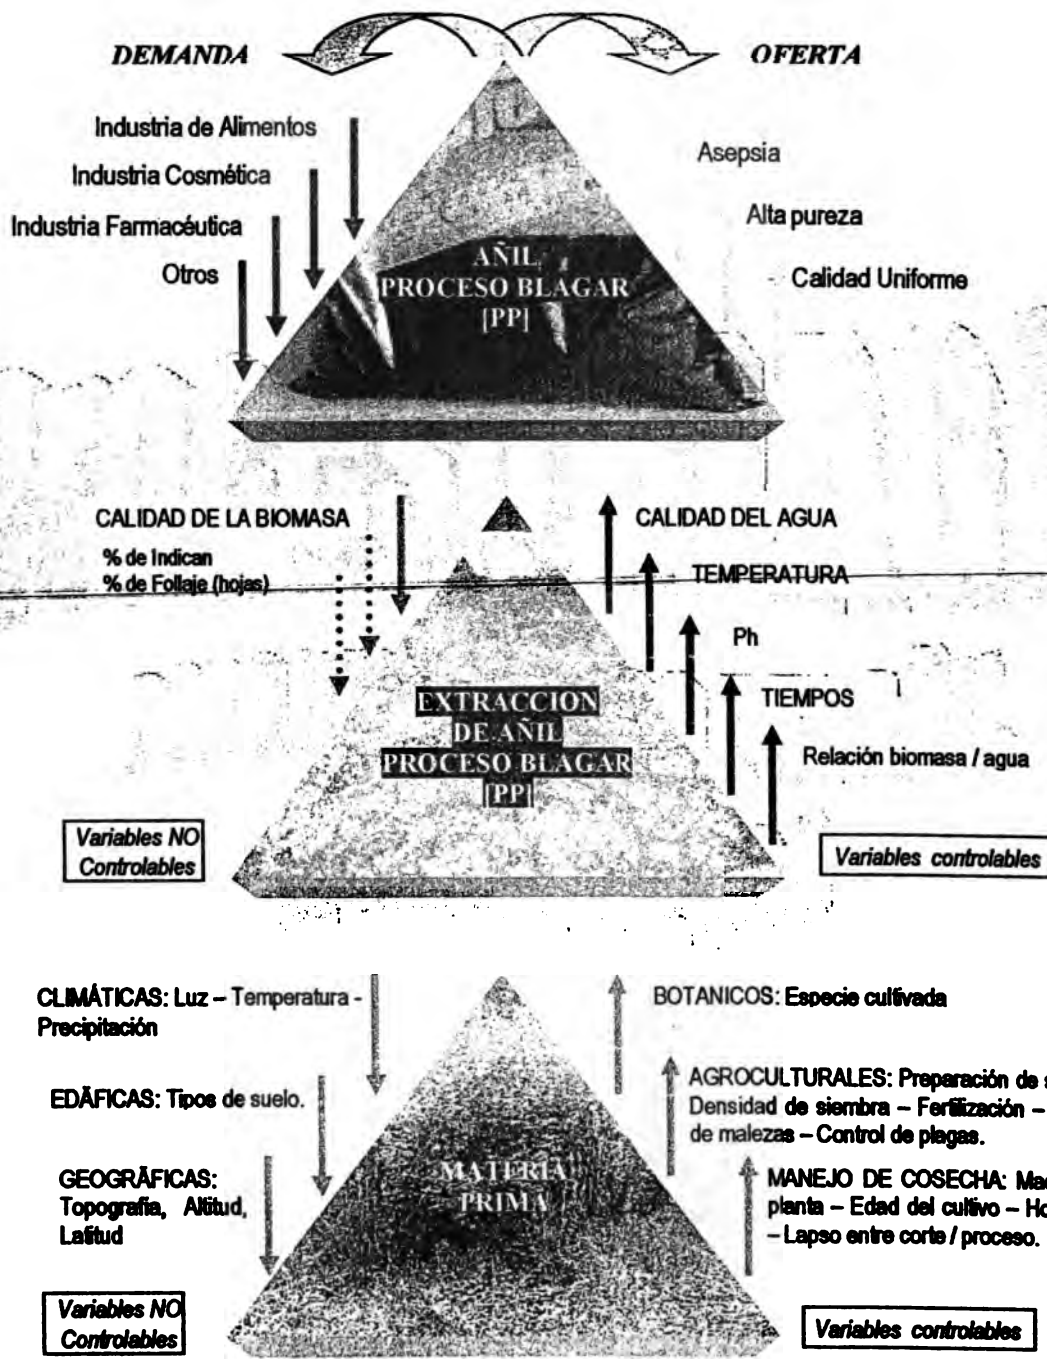 DEMANDA
OFERTA
Industria de Alimentos
Industria Cosmética
Industria Farmacéutica
Otros
Asepsia
Alta pureza
Calidad Uniforme
AÑIL
PROCESO BLAGAR
[PP]
CALIDAD DE LA BIOMASA
% de Indican
% de Follaje (hojas)
CALIDAD DEL AGUA
TEMPERATURA
Ph
TIEMPOS
Relación biomasa / agua
EXTRACCION
DE AÑIL
PROCESO BLAGAR
[PP]
Variables NO
Controlables
Variables controlables
CLIMÁTICAS: Luz – Temperatura -
Precipitación
EDÁFICAS: Tipos de suelo.
GEOGRÁFICAS:
Topografía, Altitud,
Latitud
MATERIA
PRIMA
BOTANICOS: Especie cultivada
AGROCULTURALES: Preparación de
Densidad de siembra – Fertilización –
de malezas – Control de plagas.
MANEJO DE COSECHA:
planta – Edad del cultivo –
– Lapso entre corte / proceso.
Variables NO
Controlables
Variables controlables